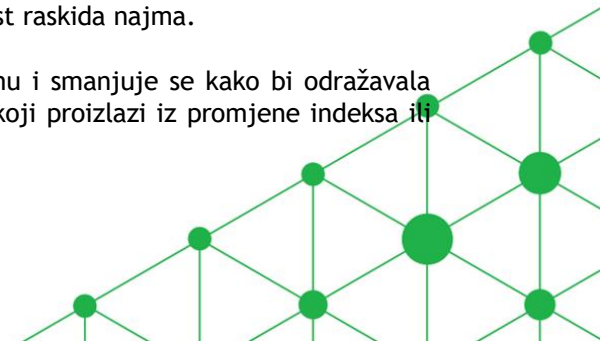 st raskida najma.
nu i smanjuje se kako bi odražavala
koji proizlazi iz promjene indeksa ili